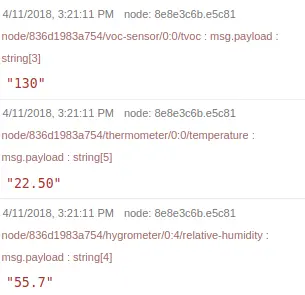 4/11/2018, 3:21:11 PM node: 8e8e3c6b.e5c81
node/836d1983a754/voc-sensor/0:0/tvoc : msg.payload :
string[3]
"130"
4/11/2018, 3:21:11 PM node: 8e8e3c6b.e5c81
node/836d1983a754/thermometer/0:0/temperature :
msg.payload : string[5]
"22.50"
4/11/2018, 3:21:11 PM node: 8e8e3c6b.e5c81
node/836d1983a754/hygrometer/0:4/relative-humidity :
msg.payload : string[4]
"55.7"